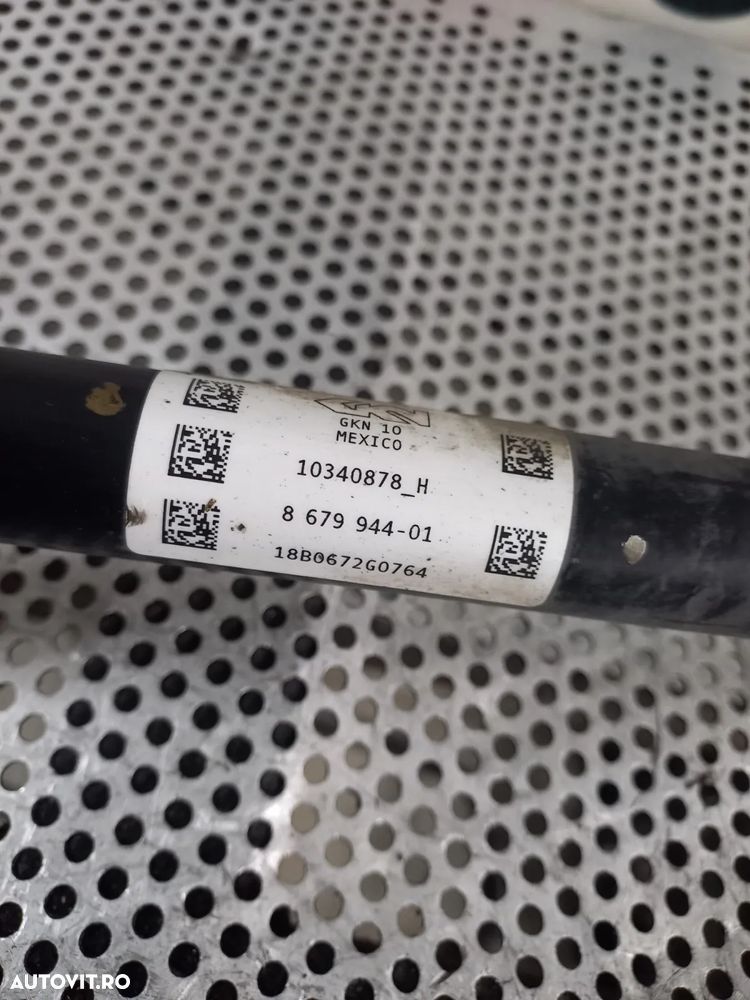 GKN 10
MEXICO
10340878_H
8 679 944-01
18B0672G0764
AUTOVIT.RO